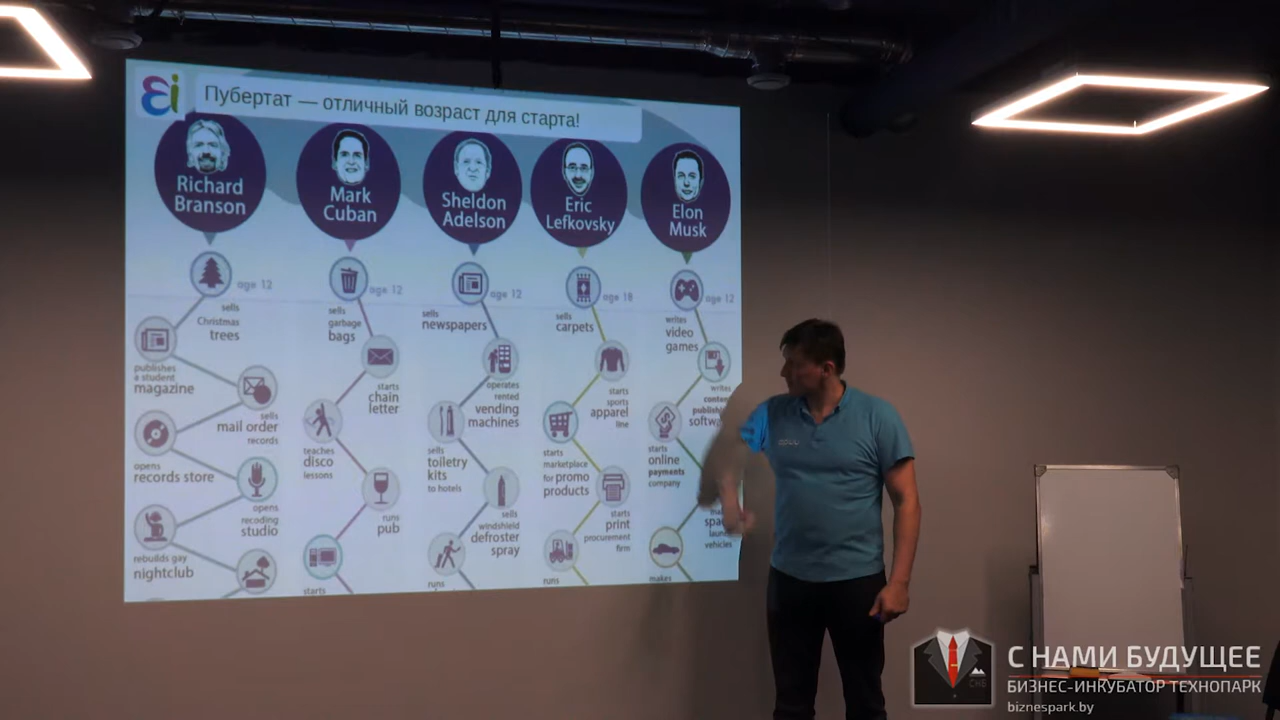 Ei
Пубертат — отличный возраст для старта!
Richard
Branson
Mark
Cuban
Sheldon
Adelson
Eric
Lefkovsky
Elon
Musk
age 12
sells
Christmas
trees
publishes
a student
magazine
sells
mail order
records
opens
records store
opens
recoding
studio
rebuilds gay
nightclub
age 12
sells
garbage
bags
starts
chain
letter
teaches
disco
lessons
runs
pub
starts
age 12
sells
newspapers
operates
rented
vending
machines
sells
toiletry
kits
to hotels
sells
windshield
defroster
spray
runs
age 18
sells
carpets
starts
sports
apparel
line
starts
marketplace
for promo
products
starts
print
procurement
firm
runs
age 12
writes
video
games
writes
starts
online
payments
company
vehicles
makes
С НАМИ БУДУЩЕЕ
БИЗНЕС-ИНКУБАТОР ТЕХНОПАРК
biznespark.by
СНБ